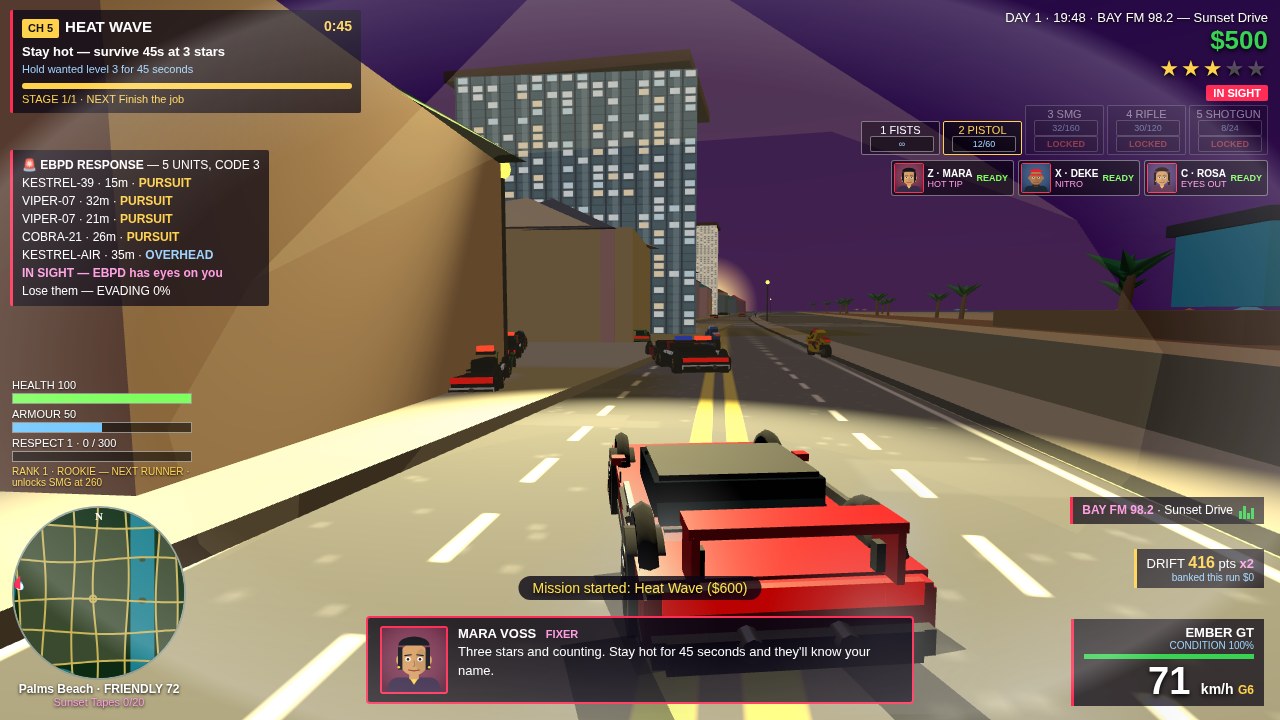 CH 5 HEAT WAVE 0:45
Stay hot — survive 45s at 3 stars
Hold wanted level 3 for 45 seconds
STAGE 1/1 · NEXT Finish the job
DAY 1 · 19:48 · BAY FM 98.2 — Sunset Drive
$500
★★★★★
IN SIGHT
1 FISTS
∞
2 PISTOL
12/60
3 SMG
32/160
LOCKED
4 RIFLE
30/120
LOCKED
5 SHOTGUN
8/24
LOCKED
Z · MARA
HOT TIP
READY
X · DEKE
NITRO
READY
C · ROSA
EYES OUT
READY
🚨 EBPD RESPONSE — 5 UNITS, CODE 3
KESTREL-39 · 15m · PURSUIT
VIPER-07 · 32m · PURSUIT
VIPER-07 · 21m · PURSUIT
COBRA-21 · 26m · PURSUIT
KESTREL-AIR · 35m · OVERHEAD
IN SIGHT — EBPD has eyes on you
Lose them — EVADING 0%
HEALTH 100
ARMOUR 50
RESPECT 1 · 0 / 300
RANK 1 · ROOKIE — NEXT RUNNER ·
unlocks SMG at 260
N
Palms Beach · FRIENDLY 72
Sunset Tapes 0/20
BAY FM 98.2 · Sunset Drive
DRIFT 416 pts x2
banked this run $0
Mission started: Heat Wave ($600)
MARA VOSS FIXER
Three stars and counting. Stay hot for 45 seconds and they'll know your
name.
EMBER GT
CONDITION 100%
71 km/h G6